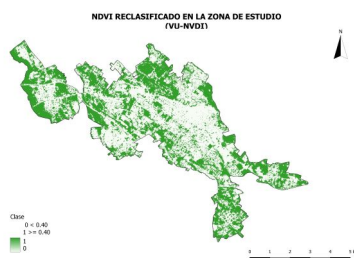 NDVI RECLASIFICADO EN LA ZONA DE ESTUDIO
(VU-NVDI)
N
Clase
0 < 0.40
1 >= 0.40
1
0
0 1 2 3 4 5